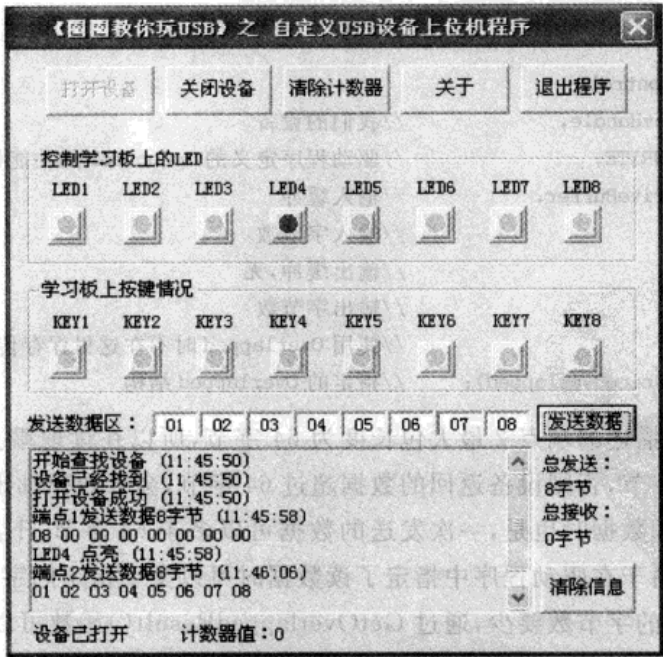 《圈圈教你玩USB》之 自定义USB设备上位机程序
打开设备 关闭设备 清除计数器 关于 退出程序
控制学习板上的LED
LED1 LED2 LED3 LED4 LED5 LED6 LED7 LED8
学习板上按键情况
KEY1 KEY2 KEY3 KEY4 KEY5 KEY6 KEY7 KEY8
发送数据区： 01 02 03 04 05 06 07 08 发送数据
开始查找设备 (11:45:50)
设备已经找到 (11:45:50)
打开设备成功 (11:45:50)
端点1发送数据8字节 (11:45:58)
08 00 00 00 00 00 00 00
LED4 点亮 (11:45:58)
端点2发送数据8字节 (11:46:06)
01 02 03 04 05 06 07 08
总发送：
8字节
总接收：
0字节
清除信息
设备已打开 计数器值：0